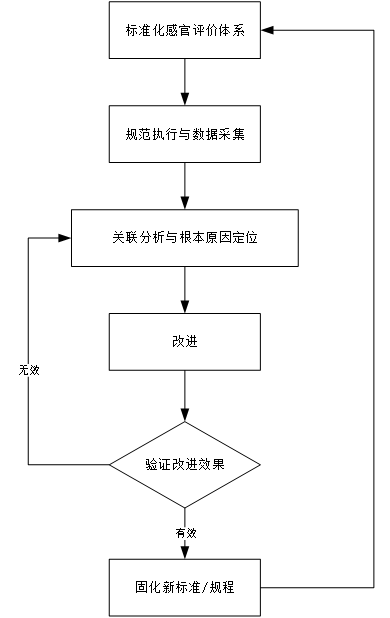 标准化感官评价体系
规范执行与数据采集
关联分析与根本原因定位
改进
无效
验证改进效果
有效
固化新标准/规程